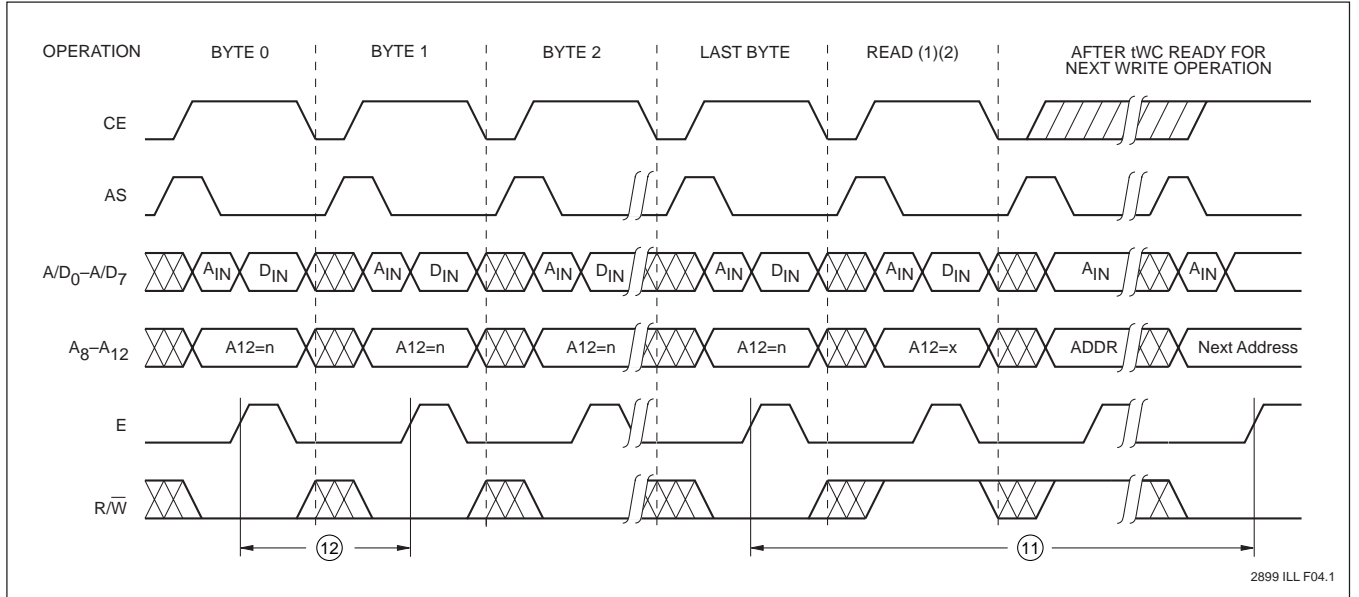 OPERATION BYTE 0 BYTE 1 BYTE 2 LAST BYTE READ (1)(2) AFTER tWC READY FOR
NEXT WRITE OPERATION
CE
AS
A/D0–A/D7 AIN DIN AIN DIN AIN DIN AIN DIN AIN DIN AIN AIN
A8–A12 A12=n A12=n A12=n A12=n A12=x ADDR Next Address
E
R/W̅
12 11
2899 ILL F04.1